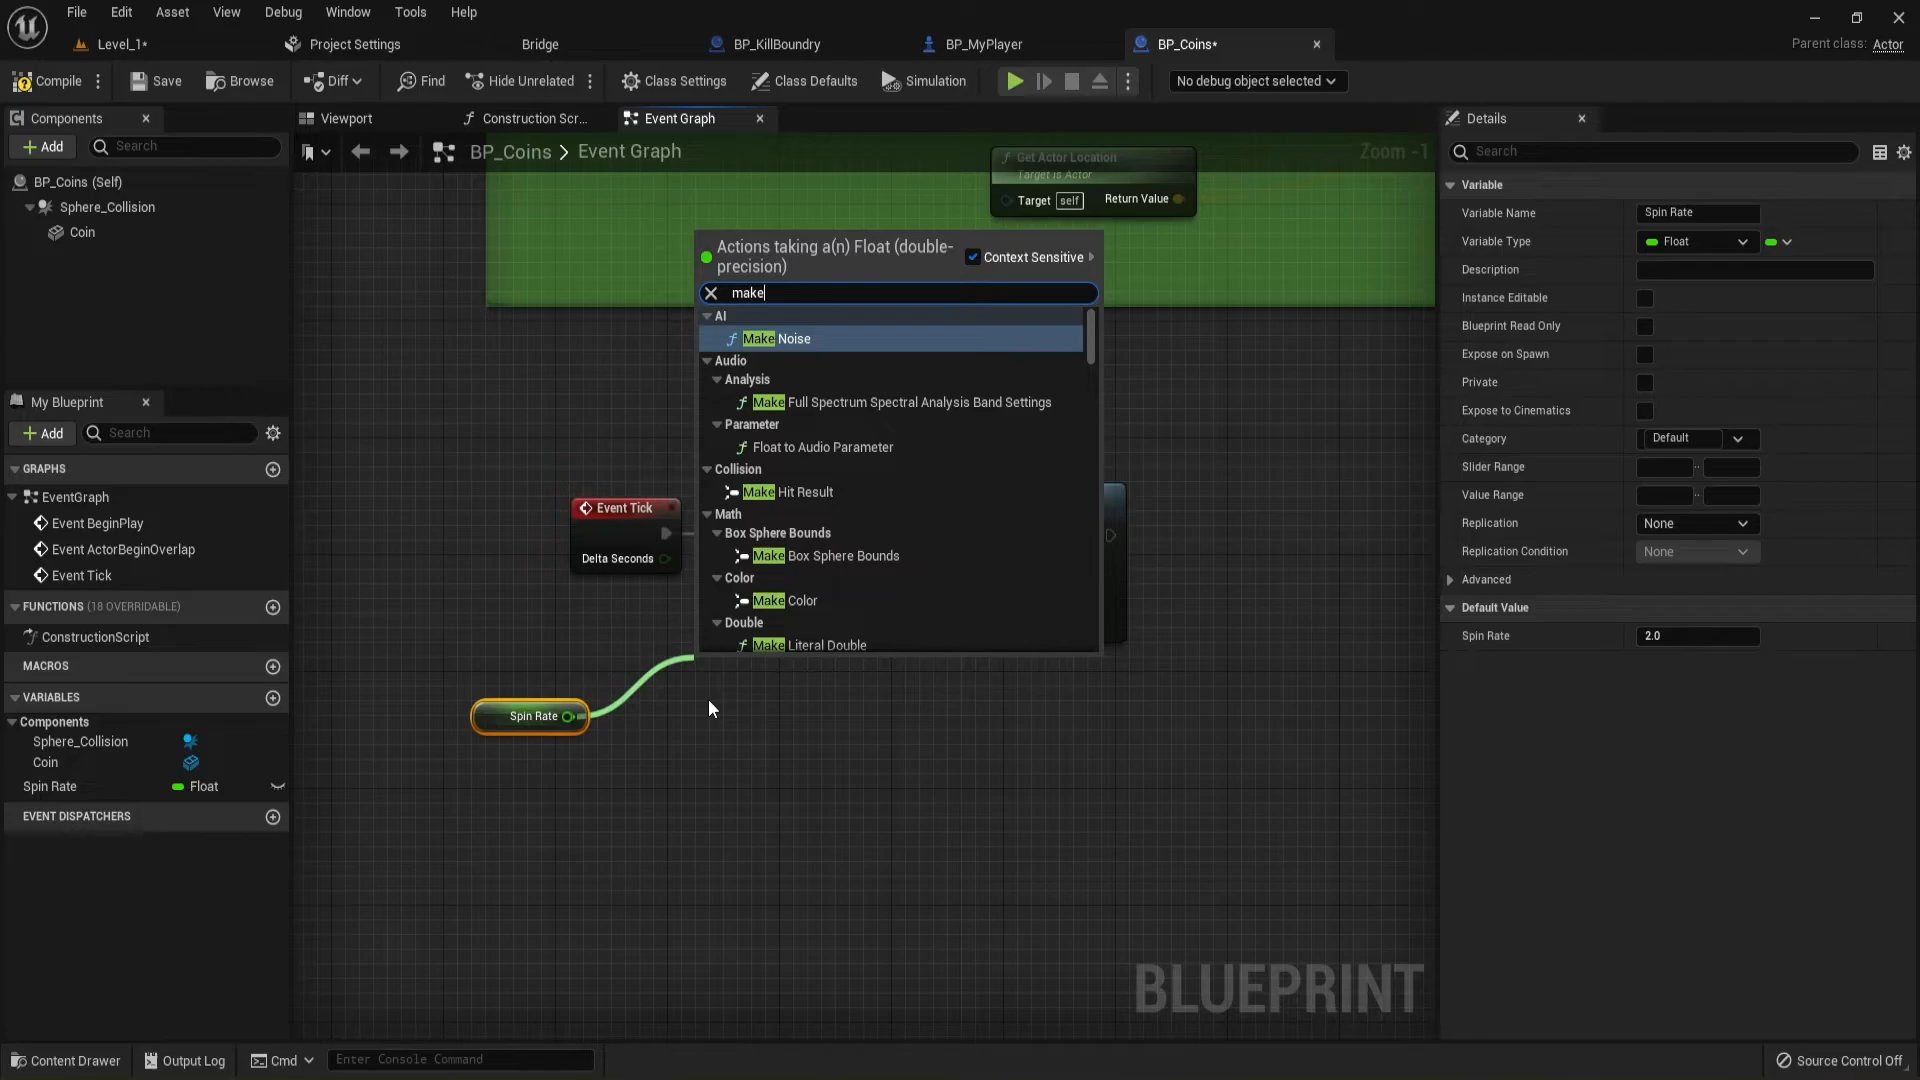 File Edit Asset View Debug Window Tools Help
Level_1* Project Settings Bridge BP_KillBoundry BP_MyPlayer BP_Coins* Parent class: Actor
Compile Save Browse Diff Find Hide Unrelated Class Settings Class Defaults Simulation No debug object selected
Components
Add Search
BP_Coins (Self)
Sphere_Collision
Coin
My Blueprint
Add Search
GRAPHS
EventGraph
Event BeginPlay
Event ActorBeginOverlap
Event Tick
FUNCTIONS (18 OVERRIDABLE)
ConstructionScript
MACROS
VARIABLES
Components
Sphere_Collision
Coin
Spin Rate Float
EVENT DISPATCHERS
Viewport Construction Scr... Event Graph
BP_Coins > Event Graph Zoom -1
Get Actor Location
Target is Actor
Target self Return Value
Actions taking a(n) Float (double-
precision)
Context Sensitive
make
AI
Make Noise
Audio
Analysis
Make Full Spectrum Spectral Analysis Band Settings
Parameter
Float to Audio Parameter
Collision
Make Hit Result
Math
Box Sphere Bounds
Make Box Sphere Bounds
Color
Make Color
Double
Make Literal Double
Event Tick
Delta Seconds
Spin Rate
BLUEPRINT
Details
Search
Variable
Variable Name Spin Rate
Variable Type Float
Description
Instance Editable
Blueprint Read Only
Expose on Spawn
Private
Expose to Cinematics
Category Default
Slider Range
Value Range
Replication None
Replication Condition None
Advanced
Default Value
Spin Rate 2.0
Content Drawer Output Log Cmd Enter Console Command Source Control Off